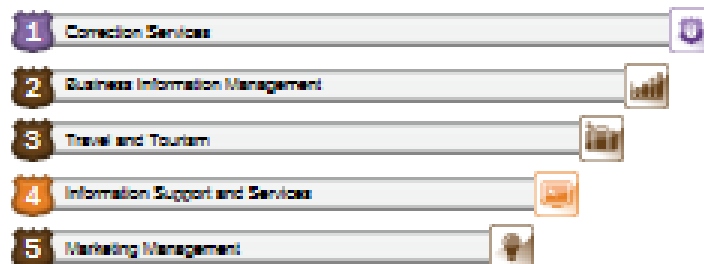 1 Correction Services
2 Business Information Management
3 Travel and Tourism
4 Information Support and Services
5 Marketing Management